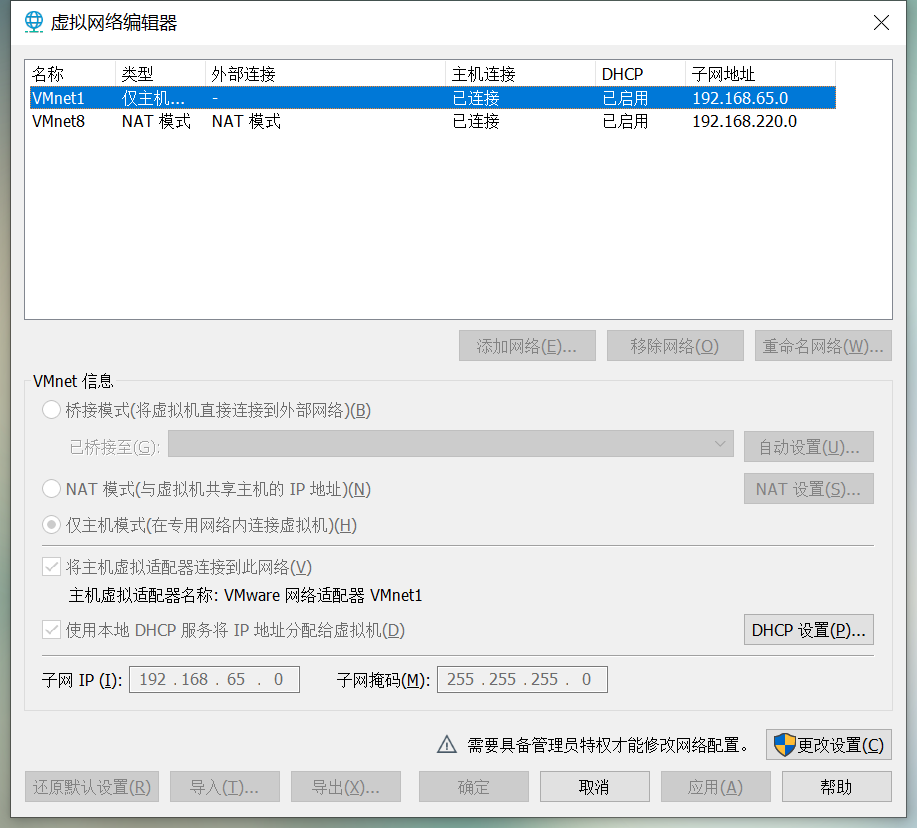 虚拟网络编辑器
名称 类型 外部连接 主机连接 DHCP 子网地址
VMnet1 仅主机... - 已连接 已启用 192.168.65.0
VMnet8 NAT 模式 NAT 模式 已连接 已启用 192.168.220.0
添加网络(E)... 移除网络(O) 重命名网络(W)...
VMnet 信息
桥接模式(将虚拟机直接连接到外部网络)(B)
已桥接至(G): 自动设置(U)...
NAT 模式(与虚拟机共享主机的 IP 地址)(N) NAT 设置(S)...
仅主机模式(在专用网络内连接虚拟机)(H)
将主机虚拟适配器连接到此网络(V)
主机虚拟适配器名称: VMware 网络适配器 VMnet1
使用本地 DHCP 服务将 IP 地址分配给虚拟机(D) DHCP 设置(P)...
子网 IP (I): 192 . 168 . 65 . 0 子网掩码(M): 255 . 255 . 255 . 0
需要具备管理员特权才能修改网络配置。 更改设置(C)
还原默认设置(R) 导入(T)... 导出(X)... 确定 取消 应用(A) 帮助